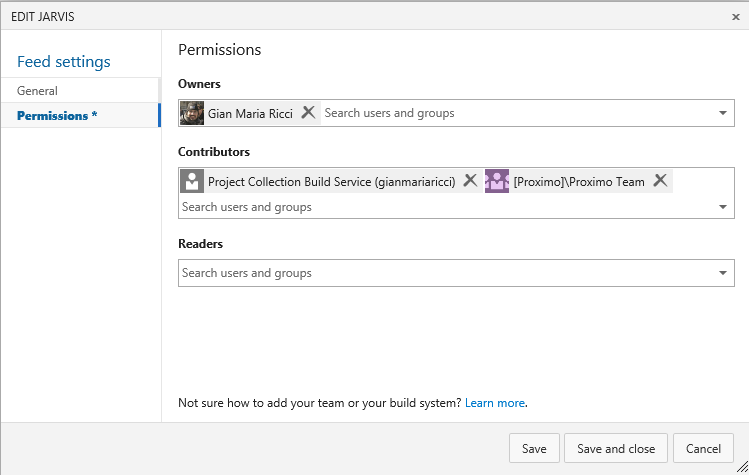 EDIT JARVIS
Feed settings
General
Permissions *
Permissions
Owners
Gian Maria Ricci Search users and groups
Contributors
Project Collection Build Service (gianmariaricci) [Proximo]\Proximo Team
Search users and groups
Readers
Search users and groups
Not sure how to add your team or your build system? Learn more.
Save Save and close Cancel